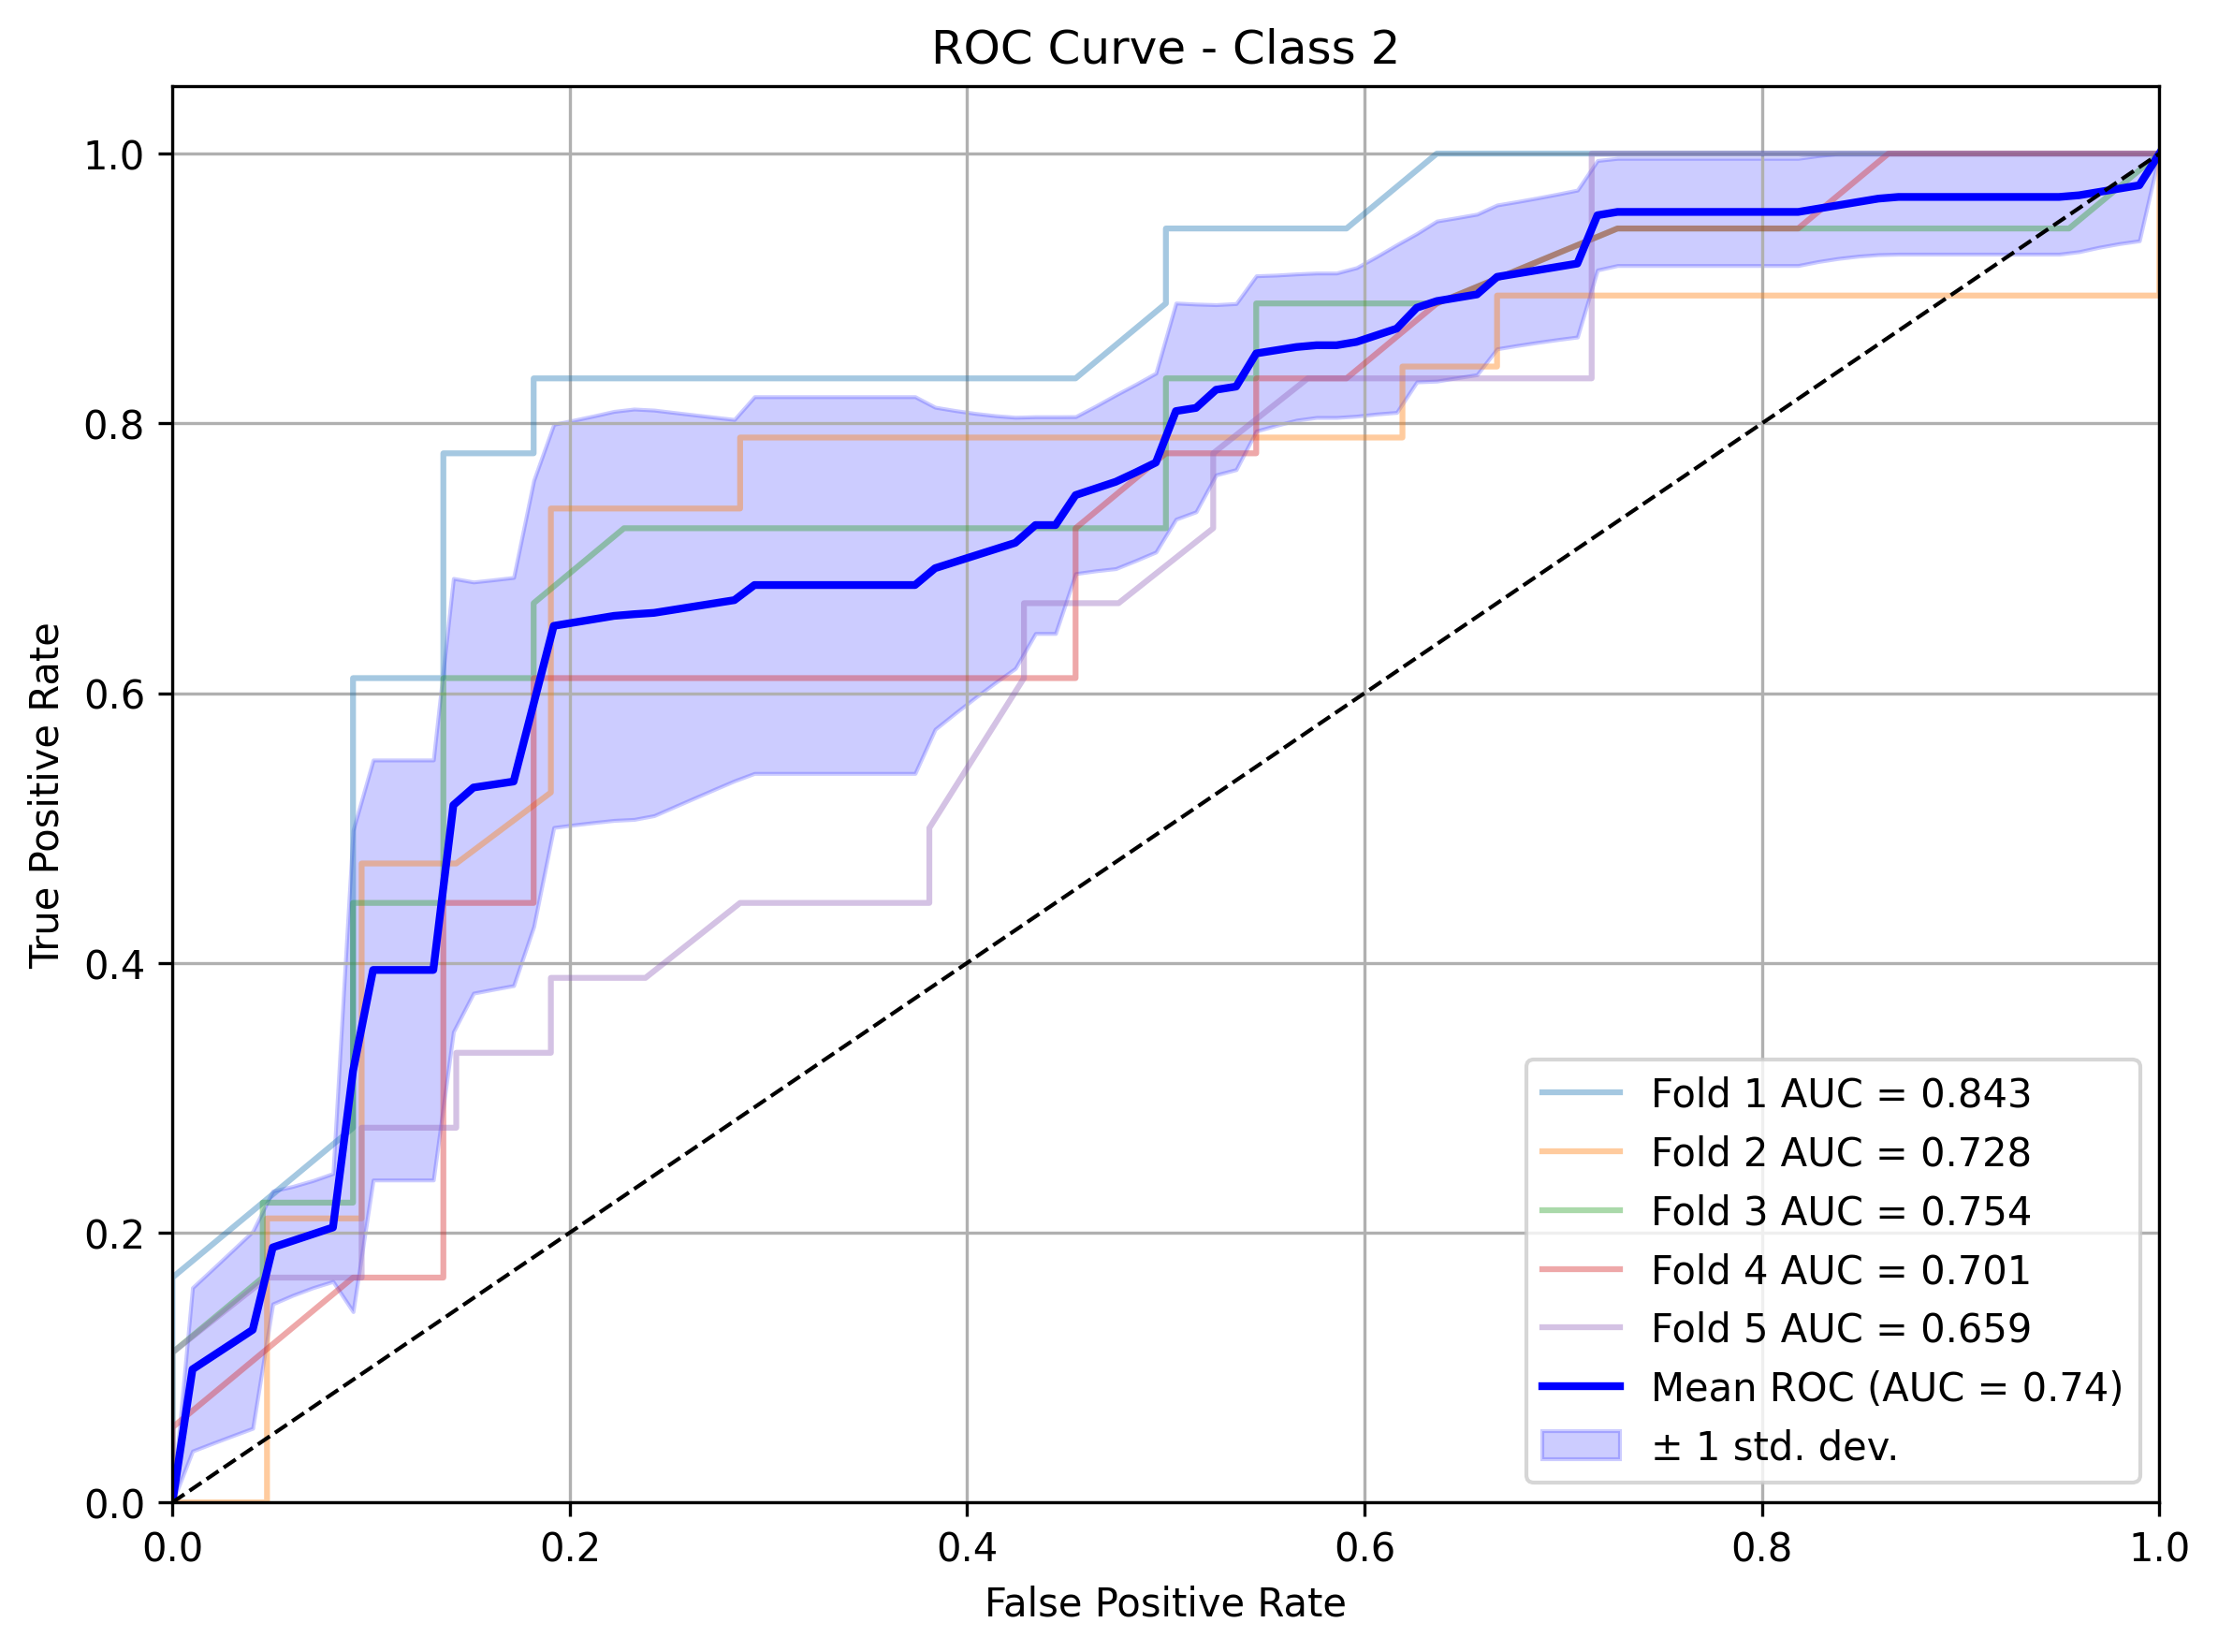 ROC Curve - Class 2
1.0
0.8
0.6
0.4
0.2
0.0
True Positive Rate
0.0 0.2 0.4 0.6 0.8 1.0
False Positive Rate
Fold 1 AUC = 0.843
Fold 2 AUC = 0.728
Fold 3 AUC = 0.754
Fold 4 AUC = 0.701
Fold 5 AUC = 0.659
Mean ROC (AUC = 0.74)
± 1 std. dev.